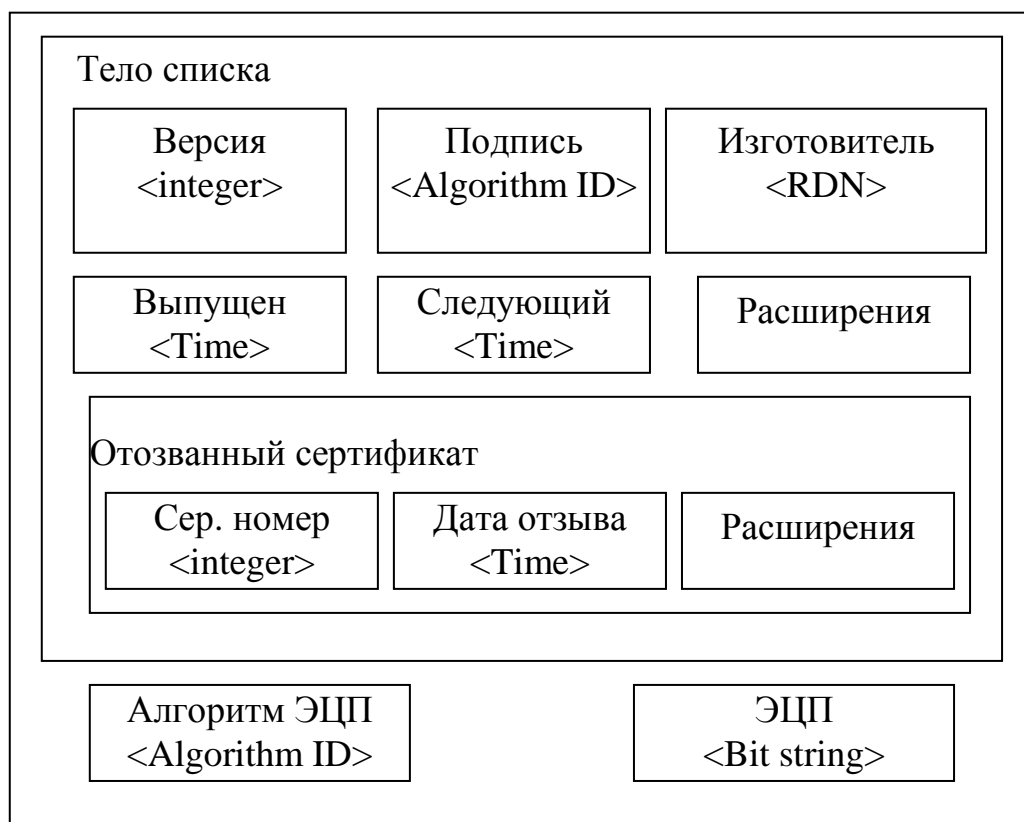 Тело списка
Версия
<integer>
Подпись
<Algorithm ID>
Изготовитель
<RDN>
Выпущен
<Time>
Следующий
<Time>
Расширения
Отозванный сертификат
Сер. номер
<integer>
Дата отзыва
<Time>
Расширения
Алгоритм ЭЦП
<Algorithm ID>
ЭЦП
<Bit string>